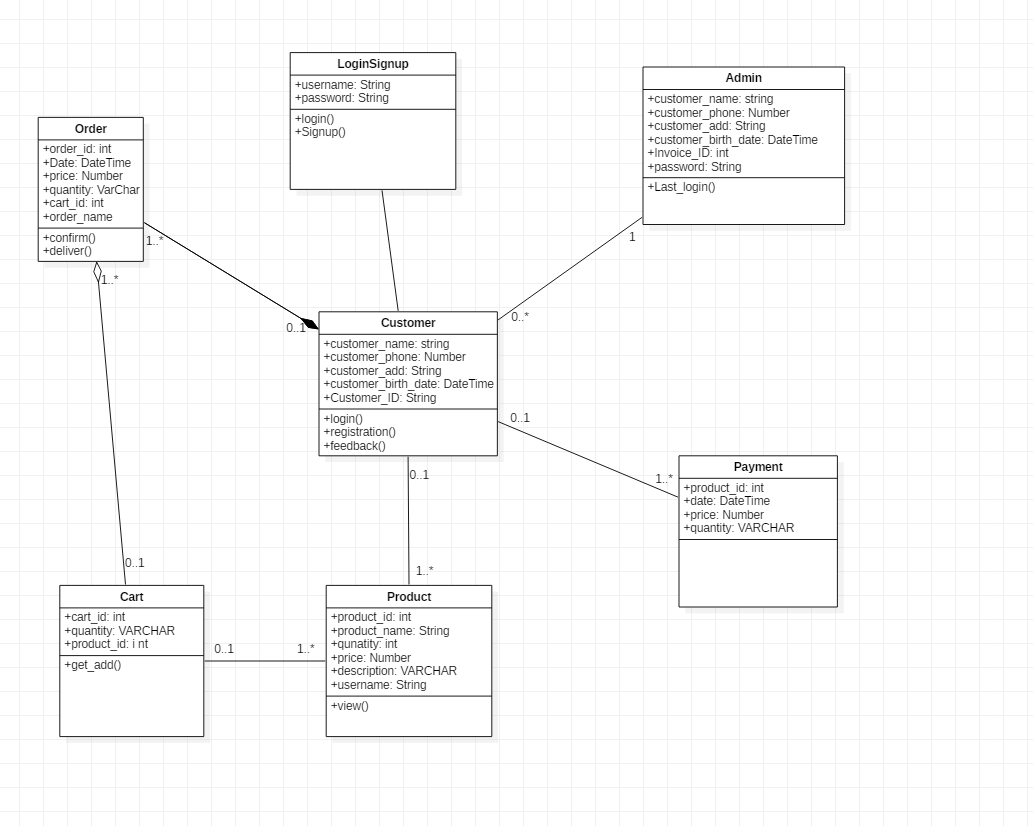 LoginSignup
+username: String
+password: String
+login()
+Signup()
Admin
+customer_name: string
+customer_phone: Number
+customer_add: String
+customer_birth_date: DateTime
+Invoice_ID: int
+password: String
+Last_login()
Order
+order_id: int
+Date: DateTime
+price: Number
+quantity: VarChar
+cart_id: int
+order_name
+confirm()
+deliver()
1..*
1..*
0..1
1
0..*
Customer
+customer_name: string
+customer_phone: Number
+customer_add: String
+customer_birth_date: DateTime
+Customer_ID: String
+login()
+registration()
+feedback()
0..1
1..*
0..1
1..*
Payment
+product_id: int
+date: DateTime
+price: Number
+quantity: VARCHAR
0..1
Cart
+cart_id: int
+quantity: VARCHAR
+product_id: i nt
+get_add()
0..1
1..*
Product
+product_id: int
+product_name: String
+qunatity: int
+price: Number
+description: VARCHAR
+username: String
+view()